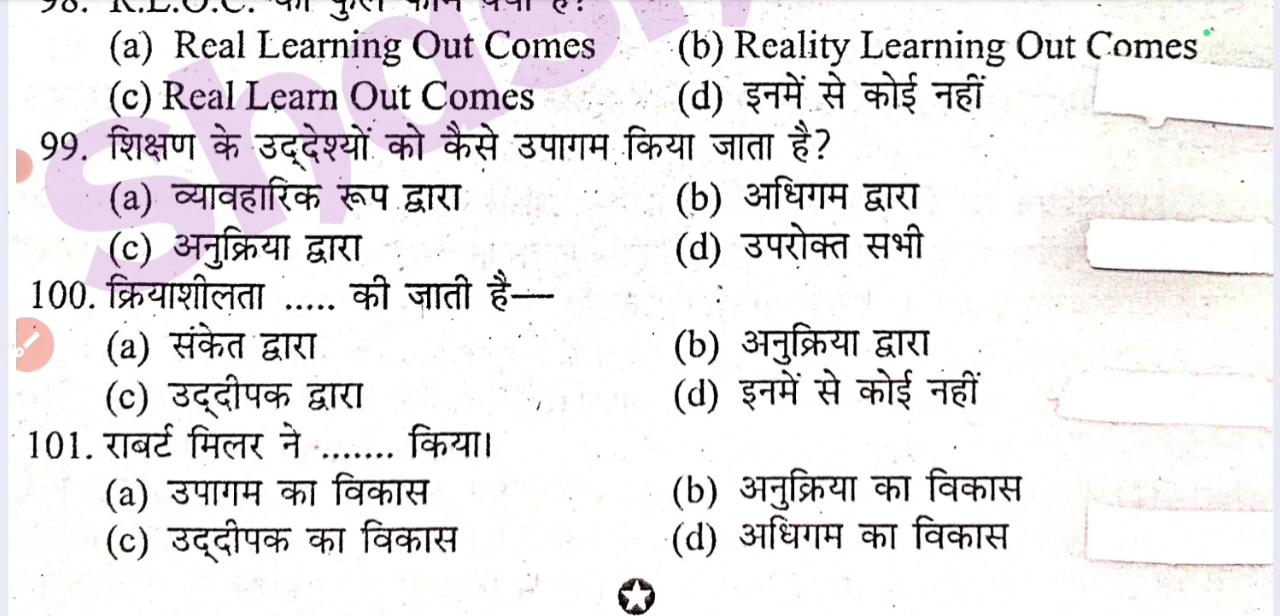 98. R.L.O.C. का फुल फॉर्म क्या है?
(a) Real Learning Out Comes (b) Reality Learning Out Comes
(c) Real Learn Out Comes (d) इनमें से कोई नहीं
99. शिक्षण के उद्देश्यों को कैसे उपागम किया जाता है?
(a) व्यावहारिक रूप द्वारा (b) अधिगम द्वारा
(c) अनुक्रिया द्वारा (d) उपरोक्त सभी
100. क्रियाशीलता ..... की जाती है—
(a) संकेत द्वारा (b) अनुक्रिया द्वारा
(c) उद्दीपक द्वारा (d) इनमें से कोई नहीं
101. राबर्ट मिलर ने ........ किया।
(a) उपागम का विकास (b) अनुक्रिया का विकास
(c) उद्दीपक का विकास (d) अधिगम का विकास